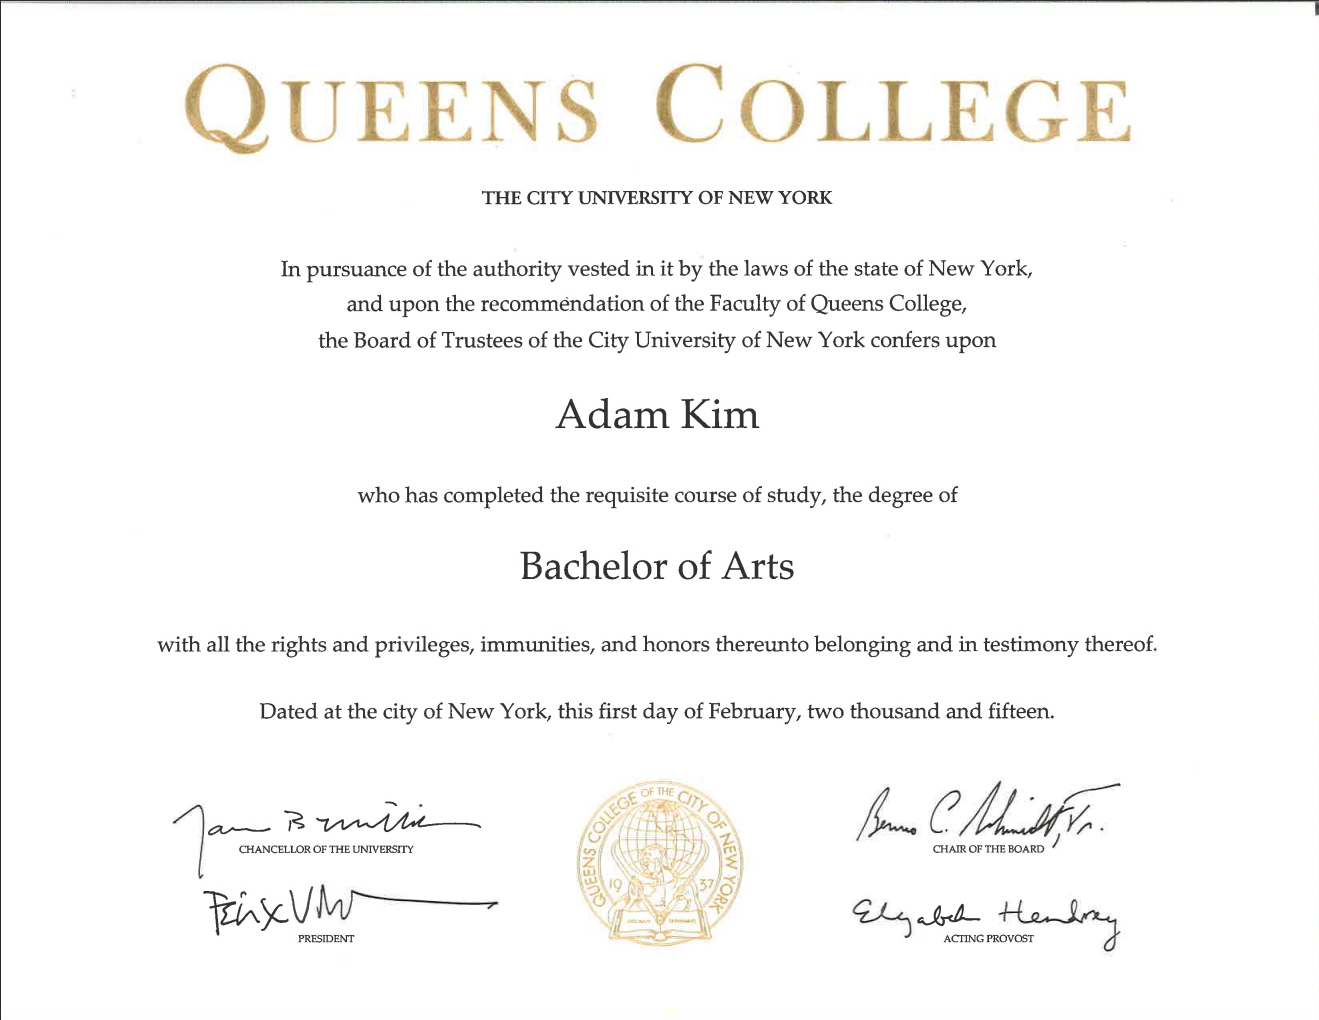 QUEENS COLLEGE
THE CITY UNIVERSITY OF NEW YORK
In pursuance of the authority vested in it by the laws of the state of New York,
and upon the recommendation of the Faculty of Queens College,
the Board of Trustees of the City University of New York confers upon
Adam Kim
who has completed the requisite course of study, the degree of
Bachelor of Arts
with all the rights and privileges, immunities, and honors thereunto belonging and in testimony thereof.
Dated at the city of New York, this first day of February, two thousand and fifteen.
CHANCELLOR OF THE UNIVERSITY
PRESIDENT
QUEENS COLLEGE OF THE CITY OF NEW YORK
19 37
Benno C. Schmidt, Jr.
CHAIR OF THE BOARD
Elizabeth Hendrey
ACTING PROVOST